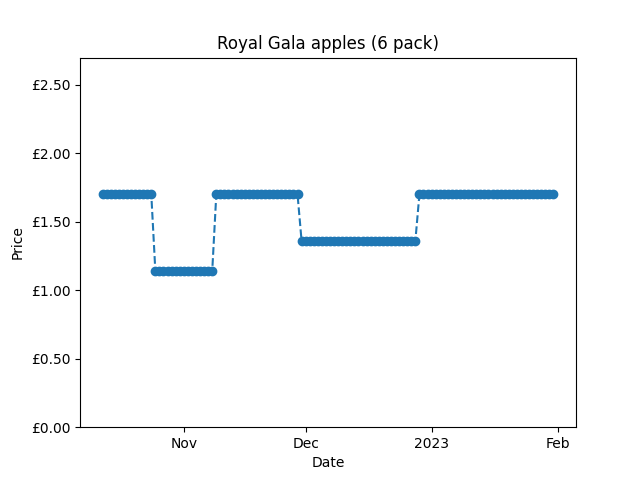 Royal Gala apples (6 pack)
£2.50
£2.00
£1.50
£1.00
£0.50
£0.00
Price
Nov
Dec
2023
Feb
Date